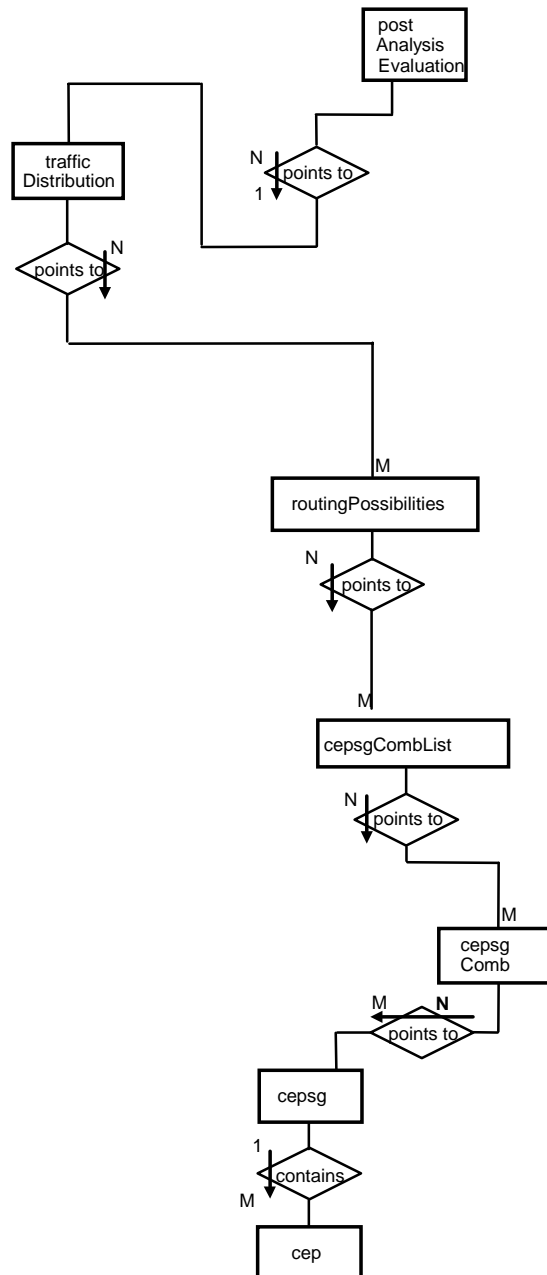 post
Analysis
Evaluation
N
points to
1
traffic
Distribution
N
points to
M
routingPossibilities
N
points to
M
cepsgCombList
N
points to
M
cepsg
Comb
M
N
points to
cepsg
1
contains
M
cep